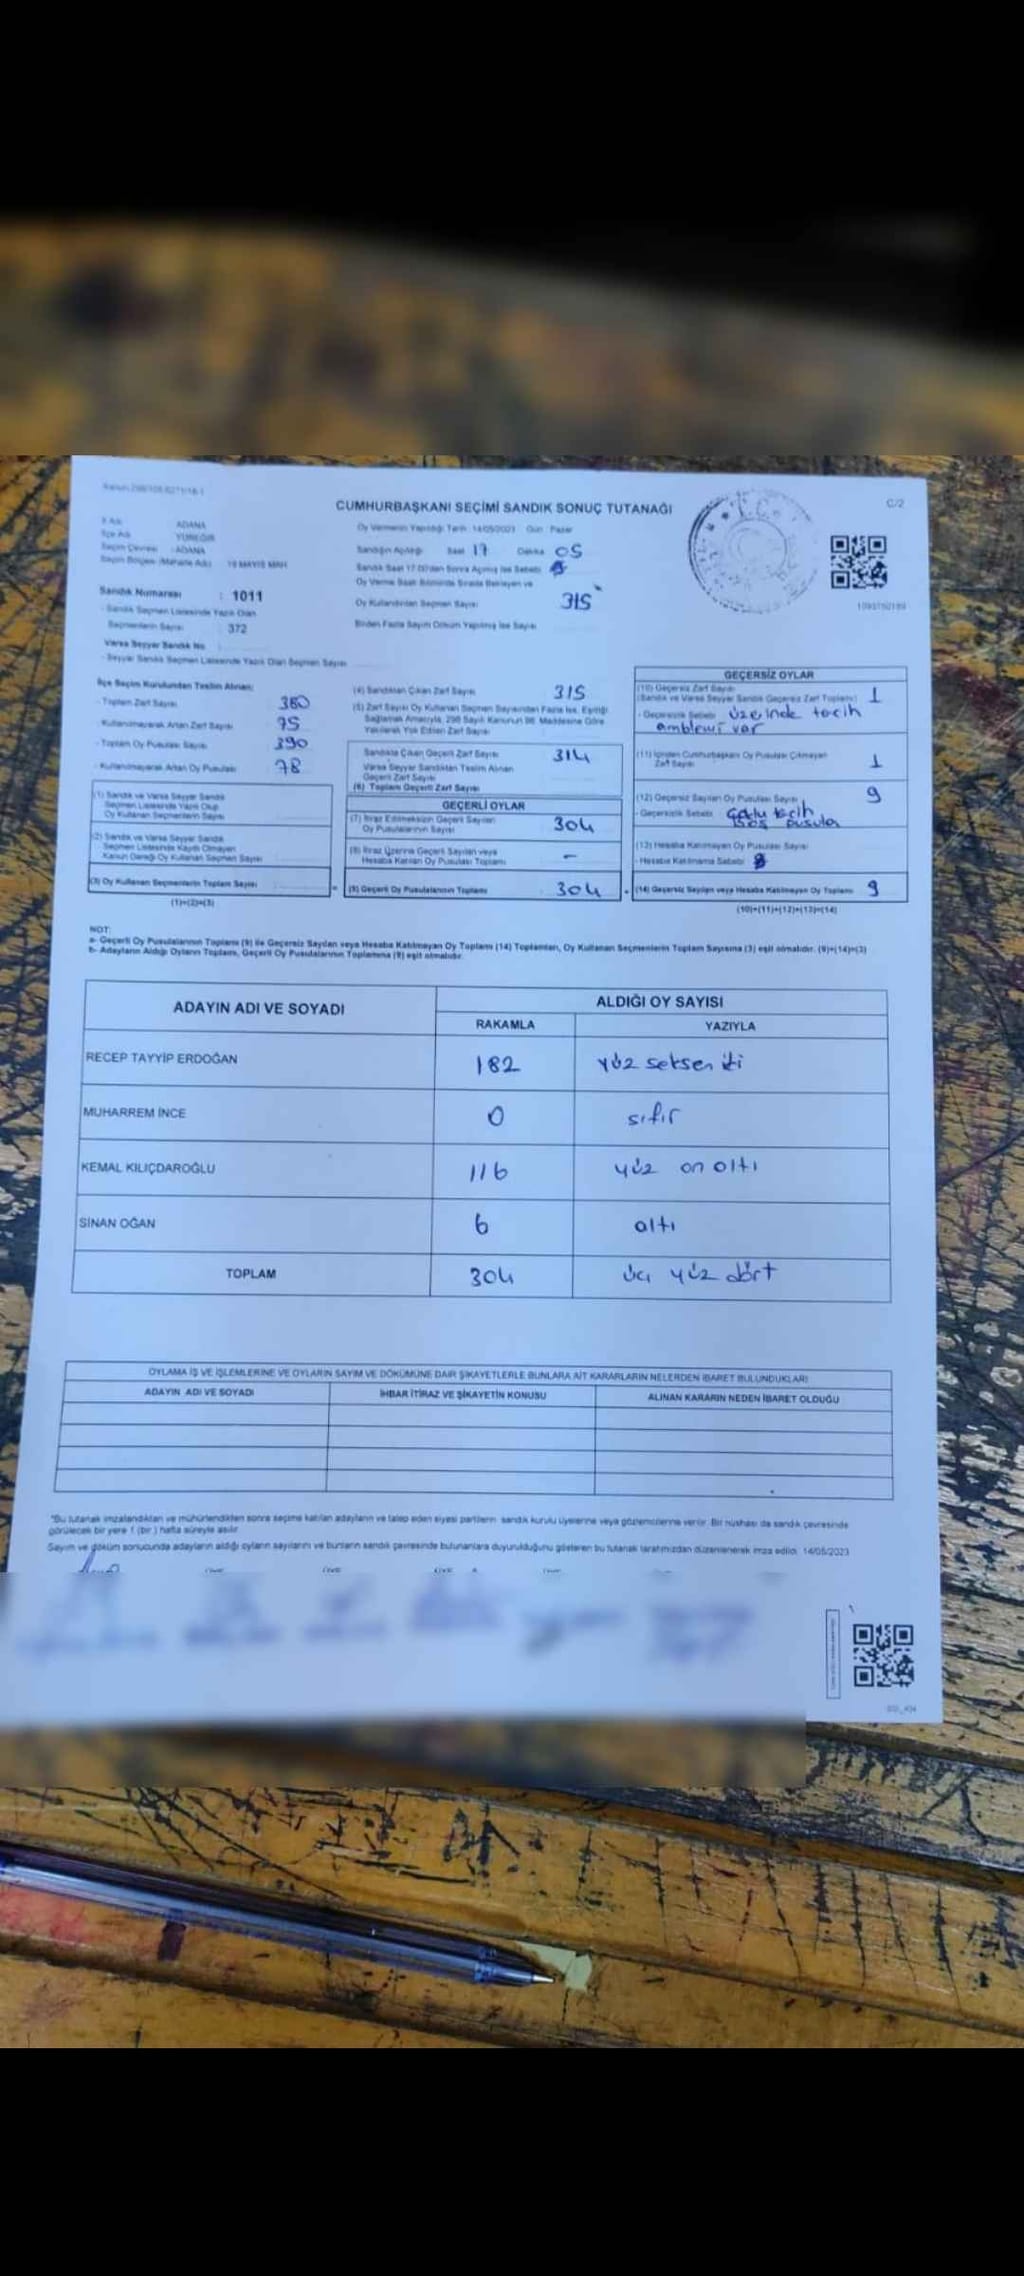 C/2
CUMHURBAŞKANI SEÇİMİ SANDIK SONUÇ TUTANAĞI
İl Adı : ADANA
İlçe Adı : YÜREĞİR
Seçim Çevresi : ADANA
Seçim Bölgesi (Mahalle Adı) : 19 MAYIS MAH.
Oy Vermenin Yapıldığı Tarih: 14/05/2023 Gün: Pazar
Sandığın Açıldığı Saat 17 Dakika 05
Sandık Saat 17.00'den Sonra Açılmış İse Sebebi
Oy Verme Saati Bitiminde Sırada Bekleyen ve
Oy Kullandırılan Seçmen Sayısı 315
Birden Fazla Sayım Döküm Yapılmış İse Sayısı
Sandık Numarası : 1011
- Sandık Seçmen Listesinde Yazılı Olan
Seçmenlerin Sayısı : 372
Varsa Seyyar Sandık No
- Seyyar Sandık Seçmen Listesinde Yazılı Olan Seçmen Sayısı
İlçe Seçim Kurulundan Teslim Alınan:
- Toplam Zarf Sayısı : 380
- Kullanılmayarak Artan Zarf Sayısı : 75
- Toplam Oy Pusulası Sayısı : 390
- Kullanılmayarak Artan Oy Pusulası : 78
(1) Sandık ve Varsa Seyyar Sandık
Seçmen Listesinde Yazılı Olup
Oy Kullanan Seçmenlerin Sayısı
(2) Sandık ve Varsa Seyyar Sandık
Seçmen Listesinde Kayıtlı Olmayan
Kanun Gereği Oy Kullanan Seçmen Sayısı
(3) Oy Kullanan Seçmenlerin Toplam Sayısı
(1)+(2)=(3)
(4) Sandıktan Çıkan Zarf Sayısı 315
(5) Zarf Sayısı Oy Kullanan Seçmen Sayısından Fazla İse, Eşitliği
Sağlamak Amacıyla, 298 Sayılı Kanunun 98. Maddesine Göre
Yakılarak Yok Edilen Zarf Sayısı
Sandıkta Çıkan Geçerli Zarf Sayısı 314
Varsa Seyyar Sandıktan Teslim Alınan
Geçerli Zarf Sayısı
(6) Toplam Geçerli Zarf Sayısı
GEÇERLİ OYLAR
(7) İtiraz Edilmeksizin Geçerli Sayılan
Oy Pusulalarının Sayısı 304
(8) İtiraz Üzerine Geçerli Sayılan veya
Hesaba Katılan Oy Pusulası Toplamı –
(9) Geçerli Oy Pusulalarının Toplamı 304
GEÇERSİZ OYLAR
(10) Geçersiz Zarf Sayısı
(Sandık ve Varsa Seyyar Sandık Geçersiz Zarf Toplamı) 1
- Geçersizlik Sebebi üzerinde tercih
amblemi var
(11) İçinden Cumhurbaşkanı Oy Pusulası Çıkmayan
Zarf Sayısı 1
(12) Geçersiz Sayılan Oy Pusulası Sayısı 9
- Geçersizlik Sebebi çoklu tercih
boş pusula
(13) Hesaba Katılmayan Oy Pusulası Sayısı
- Hesaba Katılmama Sebebi
(14) Geçersiz Sayılan veya Hesaba Katılmayan Oy Toplamı 9
(10)+(11)+(12)+(13)=(14)
NOT:
a- Geçerli Oy Pusulalarının Toplamı (9) ile Geçersiz Sayılan veya Hesaba Katılmayan Oy Toplamı (14) Toplamları, Oy Kullanan Seçmenlerin Toplam Sayısına (3) eşit olmalıdır. (9)+(14)=(3)
b- Adayların Aldığı Oyların Toplamı, Geçerli Oy Pusulalarının Toplamına (9) eşit olmalıdır.
ADAYIN ADI VE SOYADI ALDIĞI OY SAYISI
RAKAMLA YAZIYLA
RECEP TAYYİP ERDOĞAN 182 yüz seksen iki
MUHARREM İNCE 0 sıfır
KEMAL KILIÇDAROĞLU 116 yüz on altı
SİNAN OĞAN 6 altı
TOPLAM 304 üç yüz dört
OYLAMA İŞ VE İŞLEMLERİNE VE OYLARIN SAYIM VE DÖKÜMÜNE DAİR ŞİKAYETLERLE BUNLARA AİT KARARLARIN NELERDEN İBARET BULUNDUKLARI
ADAYIN ADI VE SOYADI İHBAR İTİRAZ VE ŞİKAYETİN KONUSU ALINAN KARARIN NEDEN İBARET OLDUĞU
"Bu tutanak imzalandıktan ve mühürlendikten sonra seçime katılan adayların ve talep eden siyasi partilerin sandık kurulu üyelerine veya gözlemcilerine verilir. Bir nüshası da sandık çevresinde
görülecek bir yere 1 (bir) hafta süreyle asılır.
Sayım ve döküm sonucunda adayların aldığı oyların sayılarını ve bunların sandık çevresinde bulunanlara duyurulduğunu gösteren bu tutanak tarafımızdan düzenlenerek imza edildi. 14/05/2023